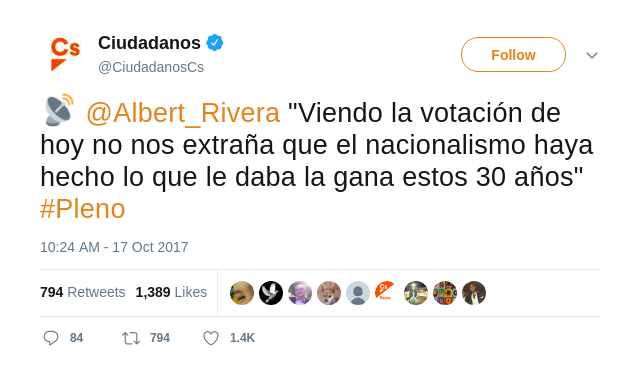 Cs
Ciudadanos
@CiudadanosCs
Follow
@Albert_Rivera "Viendo la votación de
hoy no nos extraña que el nacionalismo haya
hecho lo que le daba la gana estos 30 años"
#Pleno
10:24 AM - 17 Oct 2017
794 Retweets 1,389 Likes
84 794 1.4K